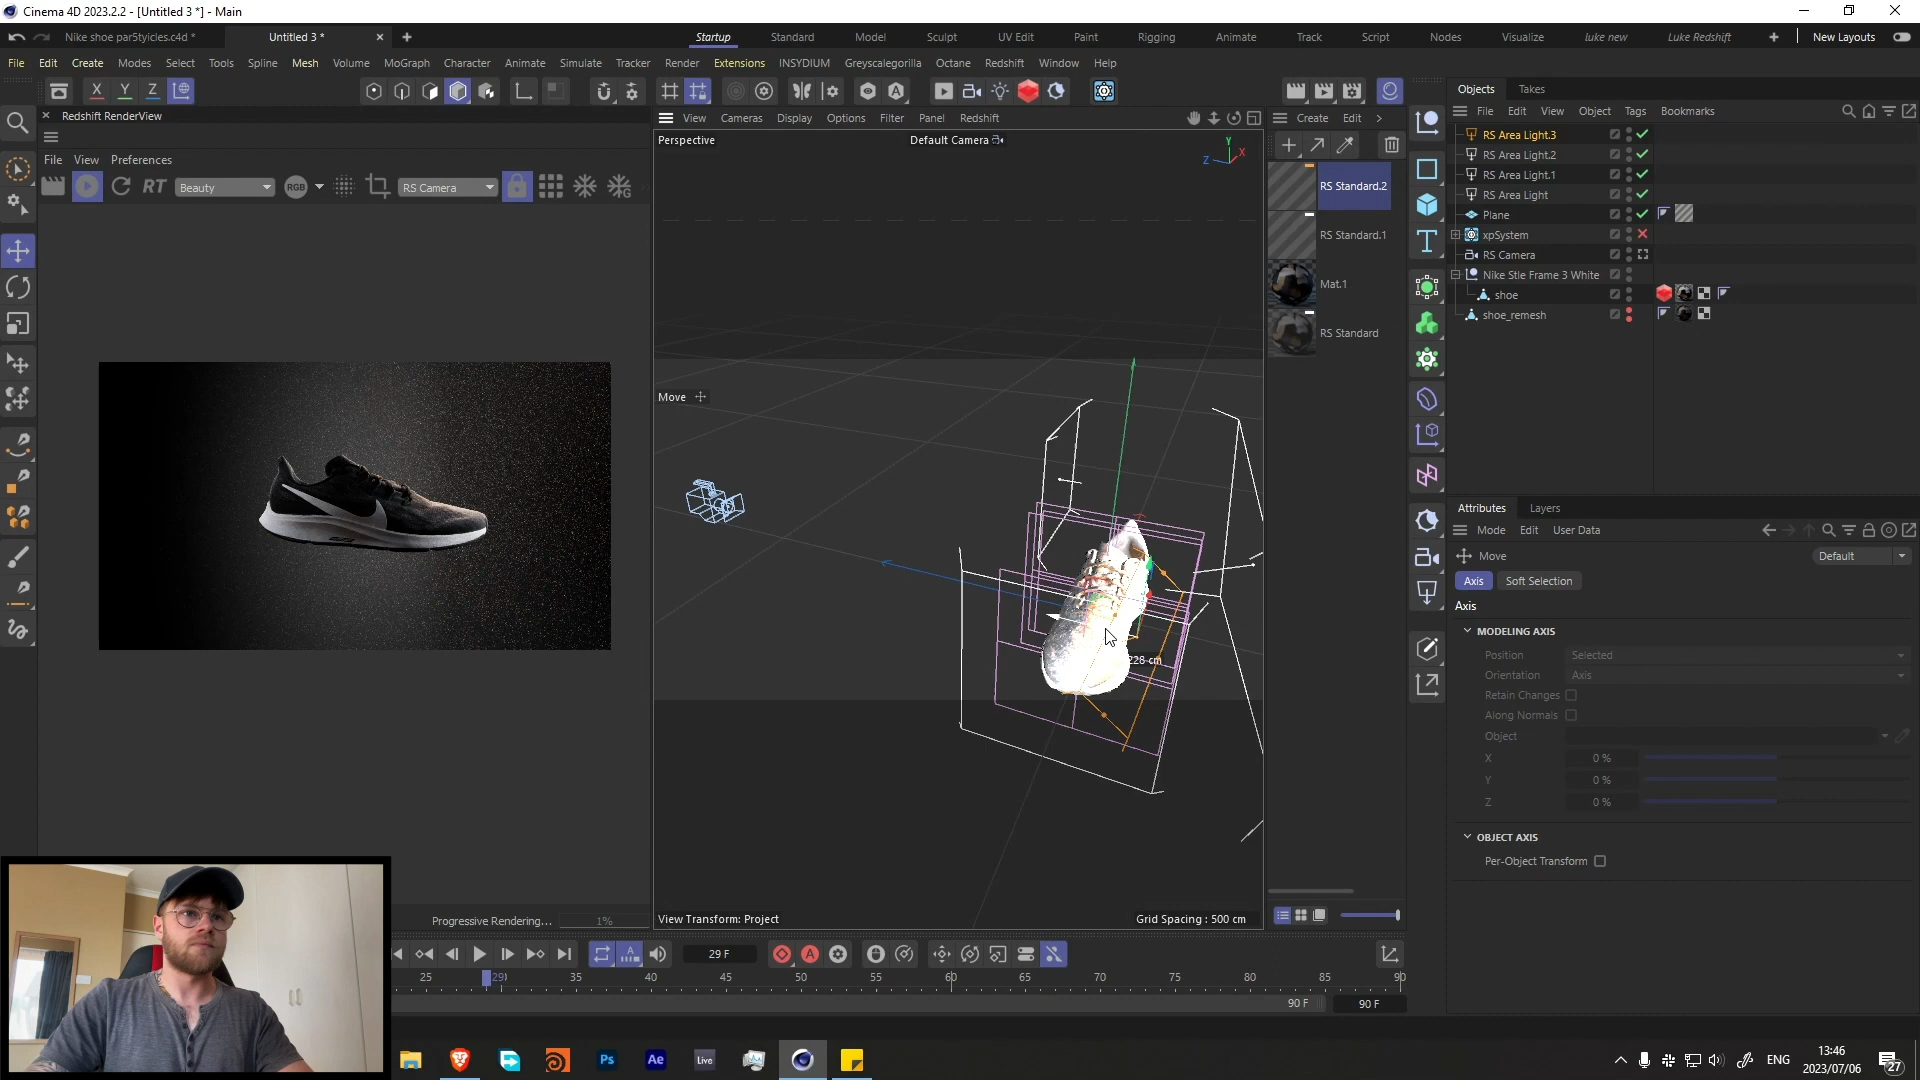 Cinema 4D 2023.2.2 - [Untitled 3 *] - Main
Nike shoe par5tyicles.c4d *
Untitled 3 *
Startup
Standard
Model
Sculpt
UV Edit
Paint
Rigging
Animate
Track
Script
Nodes
Visualize
luke new
Luke Redshift
New Layouts
File Edit Create Modes Select Tools Spline Mesh Volume MoGraph Character Animate Simulate Tracker Render Extensions INSYDIUM Greyscalegorilla Octane Redshift Window Help
X Y Z
Redshift RenderView
File View Preferences
RT
Beauty
RGB
RS Camera
Progressive Rendering...
1%
View Cameras Display Options Filter Panel Redshift
Perspective
Default Camera
Y
X
Z
Move
228 cm
View Transform: Project
Grid Spacing : 500 cm
Create Edit
RS Standard.2
RS Standard.1
Mat.1
RS Standard
Objects
Takes
File Edit View Object Tags Bookmarks
RS Area Light.3
RS Area Light.2
RS Area Light.1
RS Area Light
Plane
xpSystem
RS Camera
Nike Stle Frame 3 White
shoe
shoe_remesh
Attributes
Layers
Mode Edit User Data
Move
Default
Axis
Soft Selection
Axis
MODELING AXIS
Position
Selected
Orientation
Axis
Retain Changes
Along Normals
Object
X
0 %
Y
0 %
Z
0 %
OBJECT AXIS
Per-Object Transform
29 F
25
29
35
40
45
50
55
60
65
70
75
80
85
90
90 F
90 F
Ps
Ae
Live
ENG
13:46
2023/07/06
27